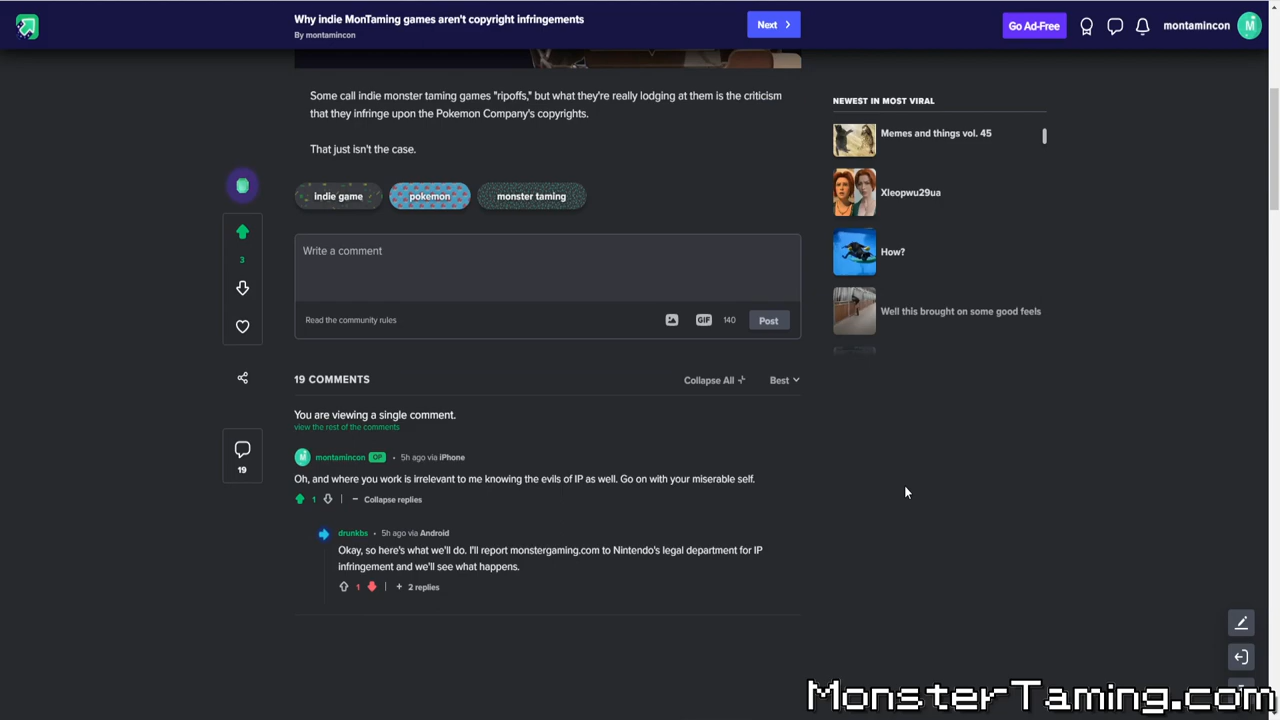 Why indie MonTaming games aren't copyright infringements
By montamincon
Next
Go Ad-Free
montamincon
M
Some call indie monster taming games "ripoffs," but what they're really lodging at them is the criticism
that they infringe upon the Pokemon Company's copyrights.
That just isn't the case.
indie game
pokemon
monster taming
3
Write a comment
Read the community rules
GIF
140
Post
19 COMMENTS
Collapse All
Best
You are viewing a single comment.
view the rest of the comments
19
M
montamincon OP • 5h ago via iPhone
Oh, and where you work is irrelevant to me knowing the evils of IP as well. Go on with your miserable self.
1 | − Collapse replies
drunkbs • 5h ago via Android
Okay, so here's what we'll do. I'll report monstergaming.com to Nintendo's legal department for IP
infringement and we'll see what happens.
1 | + 2 replies
NEWEST IN MOST VIRAL
Memes and things vol. 45
Xleopwu29ua
How?
Well this brought on some good feels
MonsterTaming.com